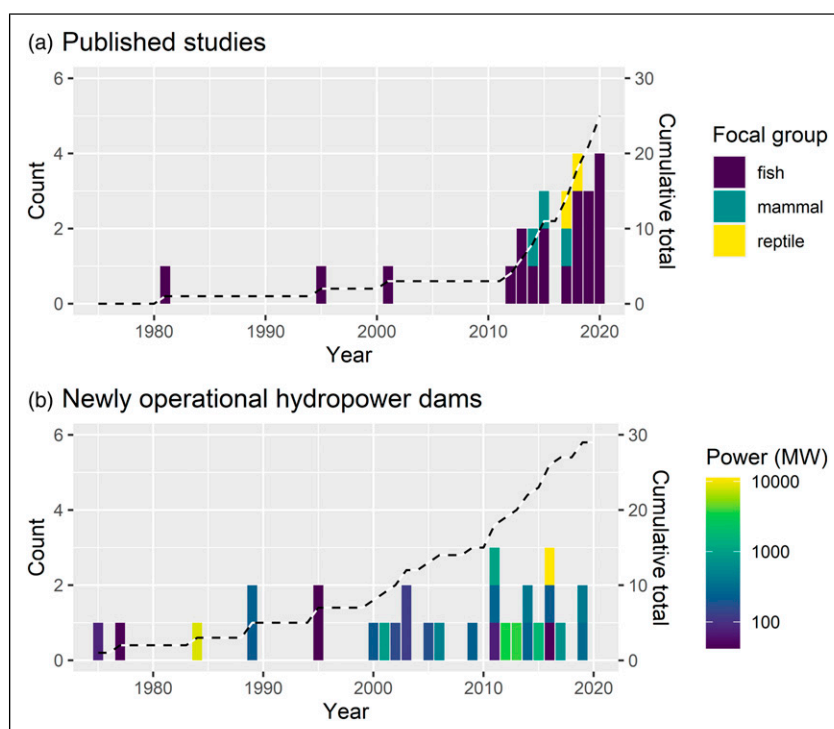 (a) Published studies
6
4
2
0
Count
30
20
10
0
Cumulative total
1980 1990 2000 2010 2020
Year
Focal group
fish
mammal
reptile
(b) Newly operational hydropower dams
6
4
2
0
Count
30
20
10
0
Cumulative total
1980 1990 2000 2010 2020
Year
Power (MW)
10000
1000
100